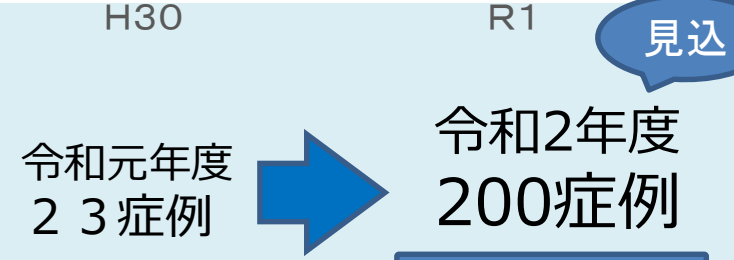 H30
R1
見込
令和元年度
２３症例
令和2年度
200症例